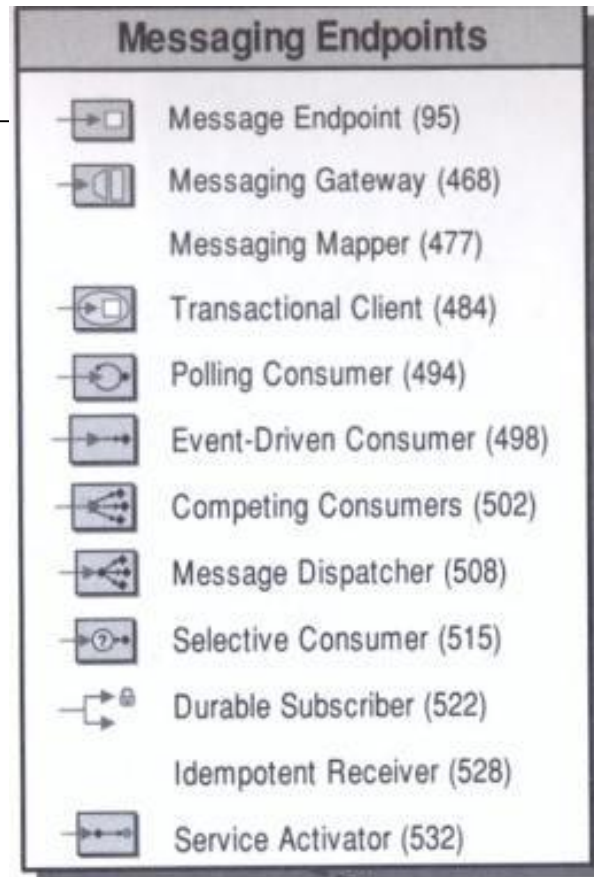 Messaging Endpoints
Message Endpoint (95)
Messaging Gateway (468)
Messaging Mapper (477)
Transactional Client (484)
Polling Consumer (494)
Event-Driven Consumer (498)
Competing Consumers (502)
Message Dispatcher (508)
?
Selective Consumer (515)
Durable Subscriber (522)
Idempotent Receiver (528)
Service Activator (532)